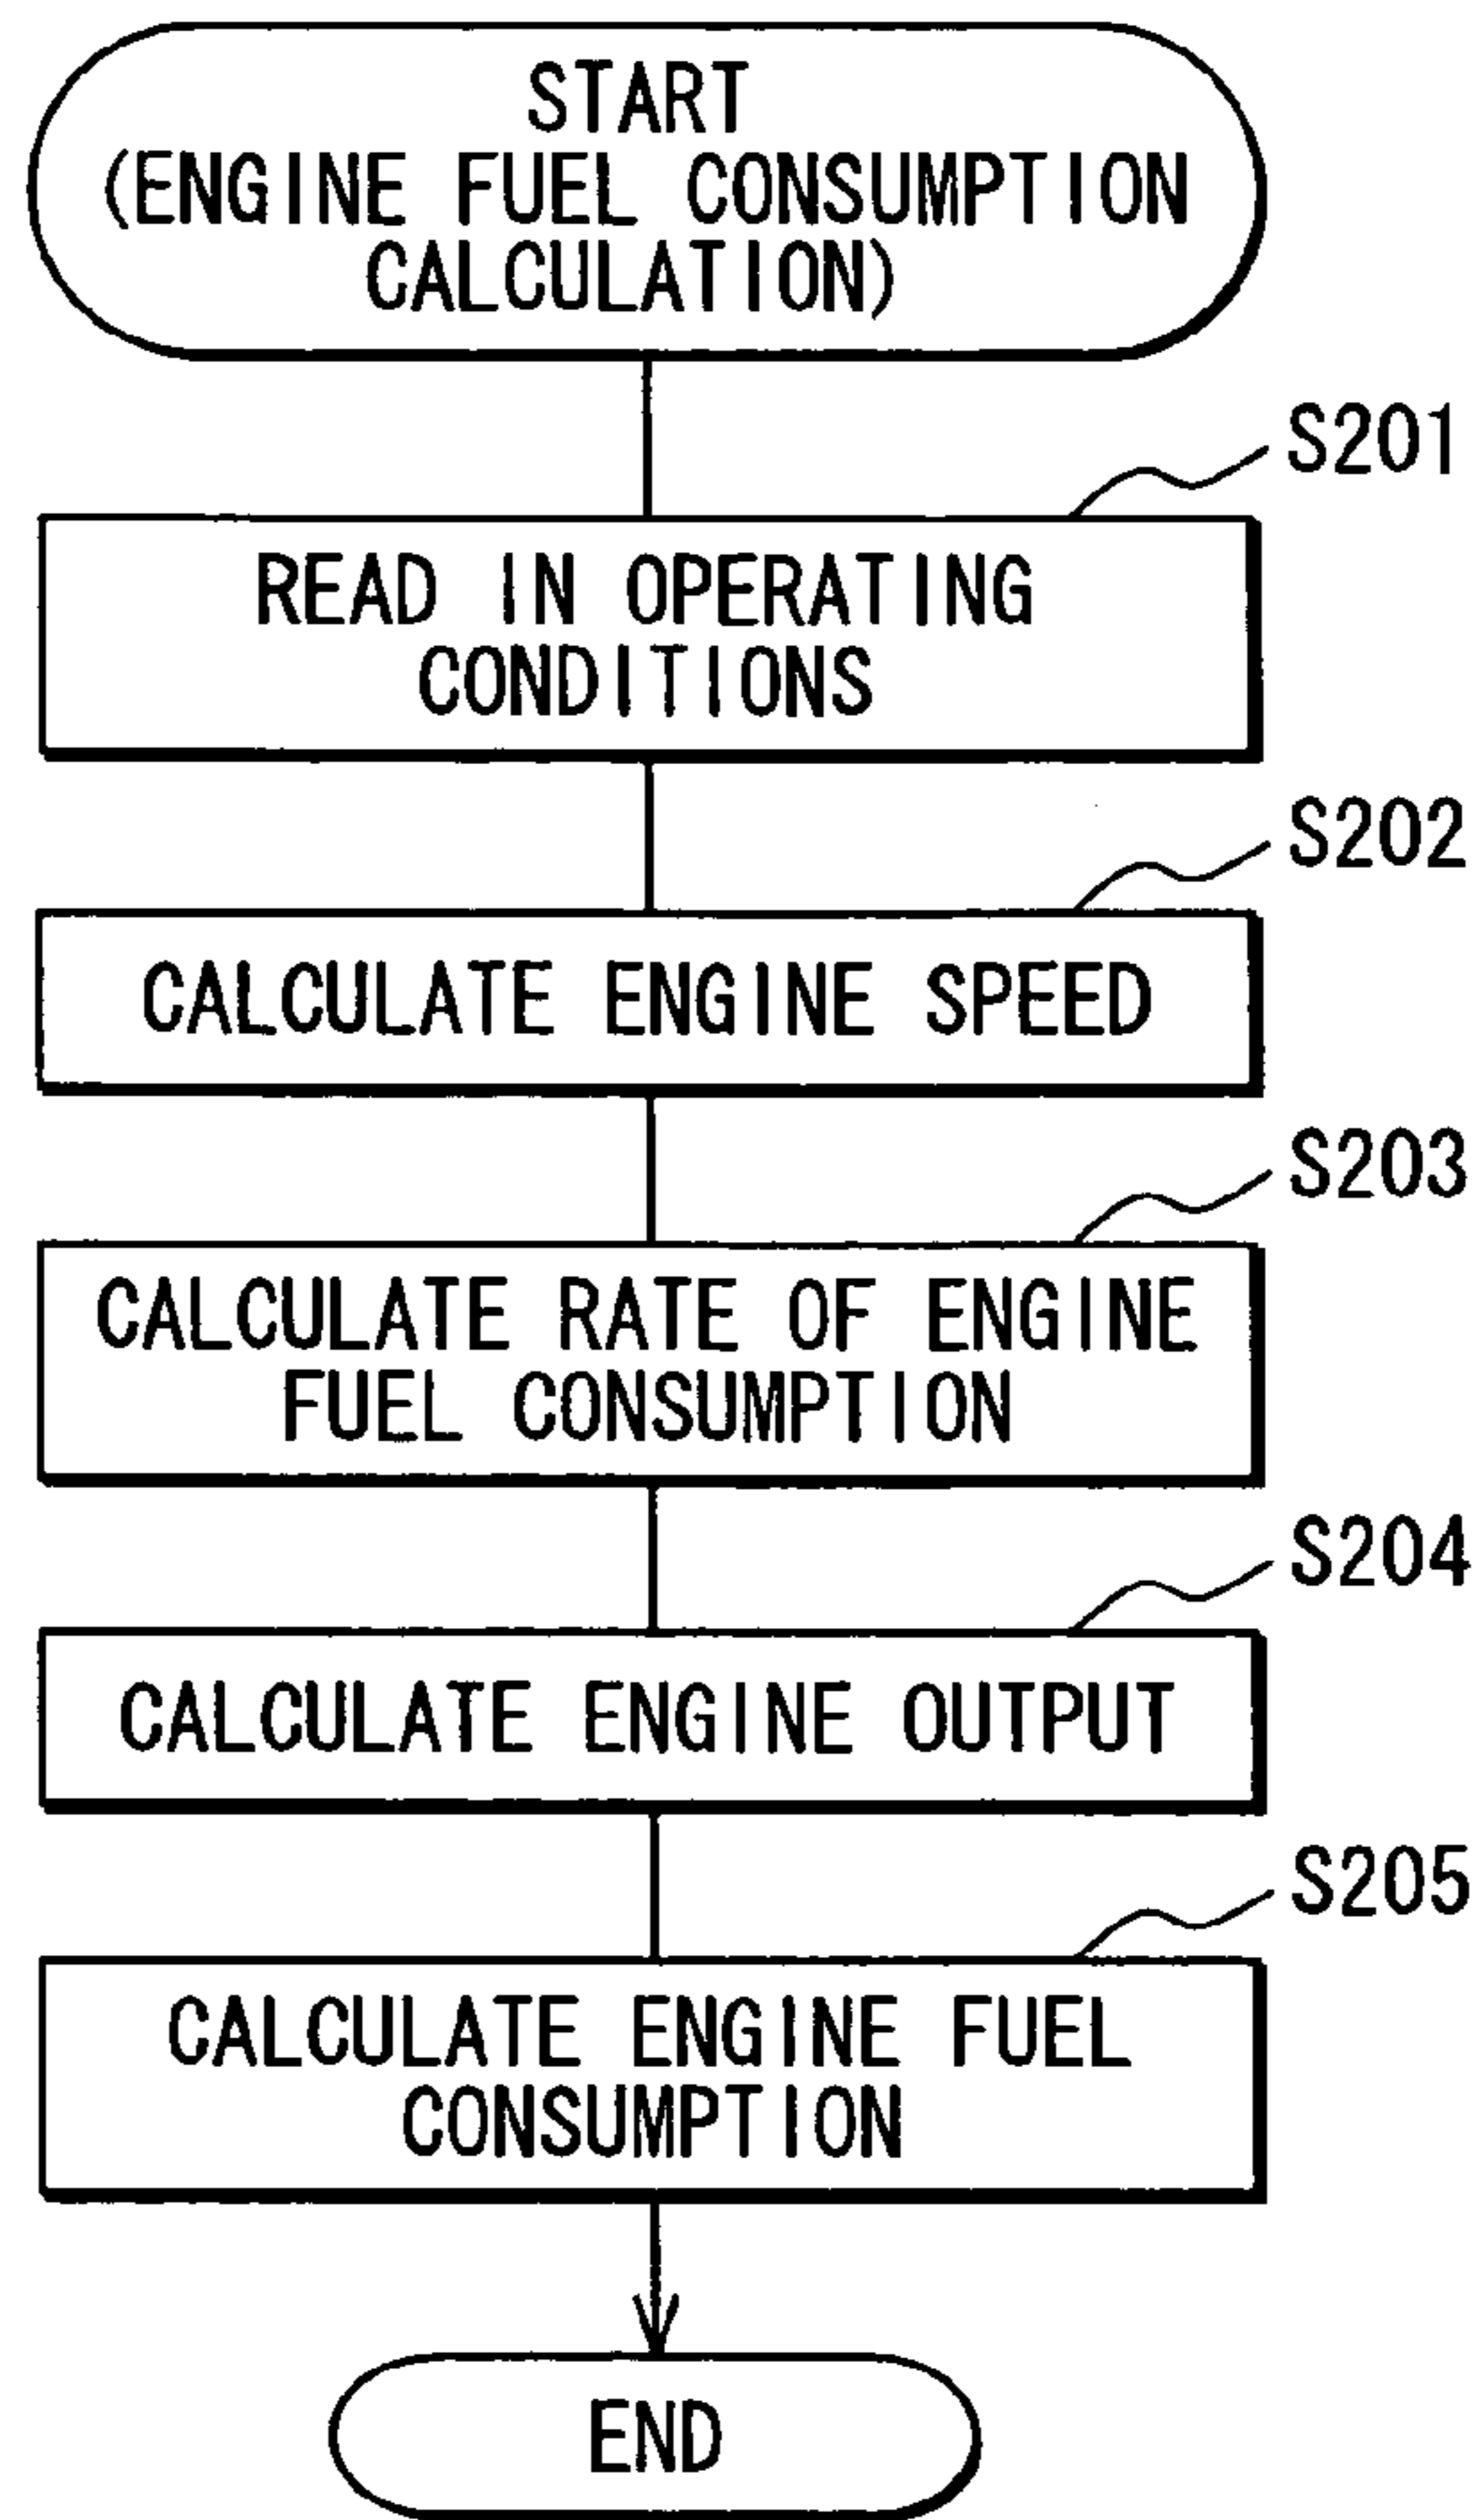 START
(ENGINE FUEL CONSUMPTION
CALCULATION)
S201
READ IN OPERATING
CONDITIONS
S202
CALCULATE ENGINE SPEED
S203
CALCULATE RATE OF ENGINE
FUEL CONSUMPTION
S204
CALCULATE ENGINE OUTPUT
S205
CALCULATE ENGINE FUEL
CONSUMPTION
END